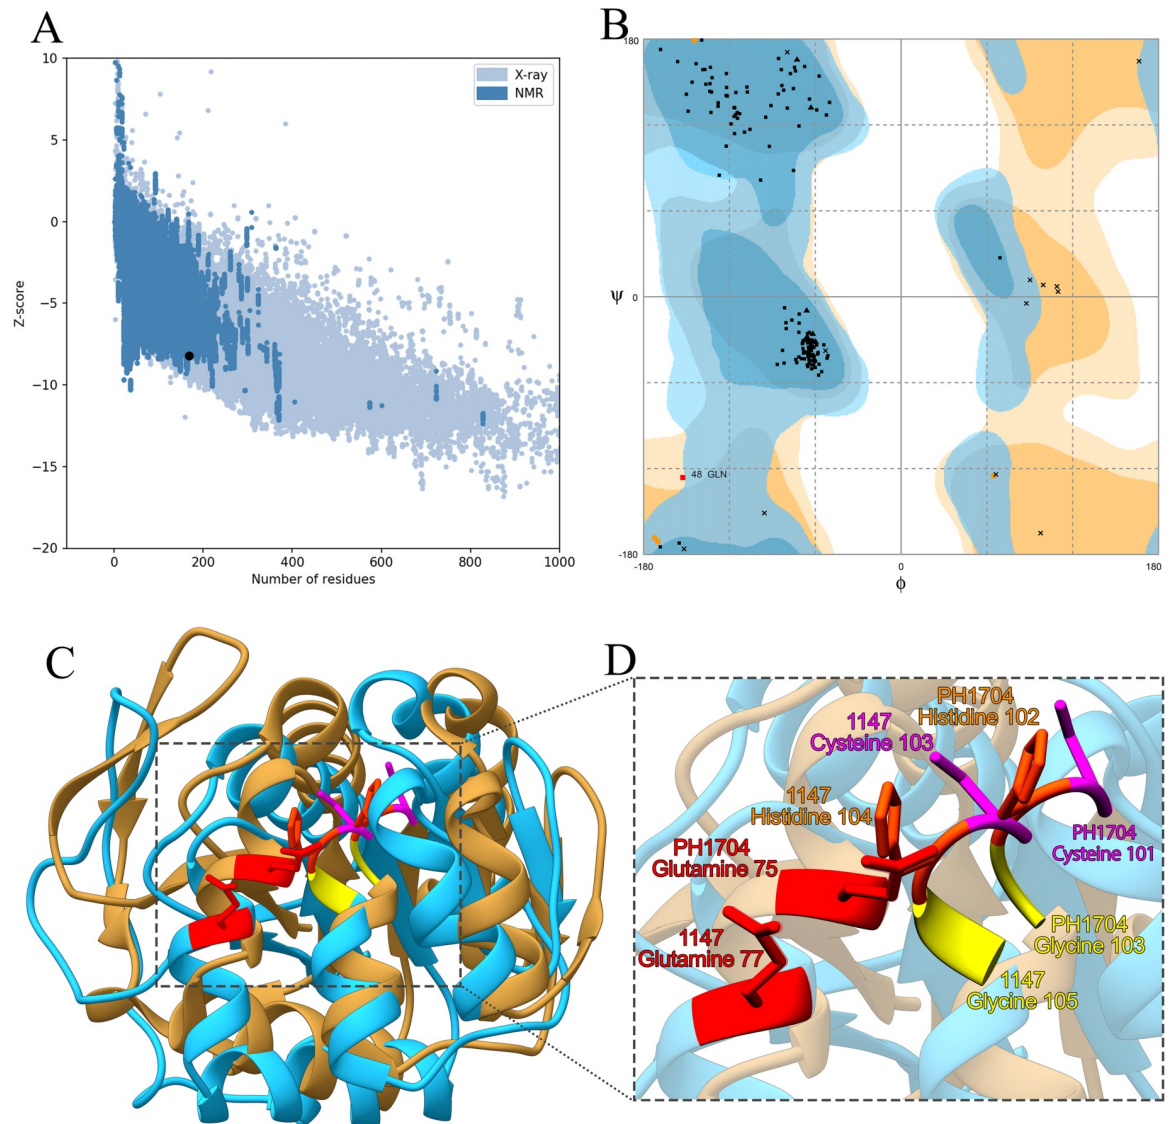 A
10
5
0
−5
−10
−15
−20
Z-score
0
200
400
600
800
1000
Number of residues
X-ray
NMR
B
180
0
-180
Ψ
-180
0
180
ϕ
48 GLN
C
D
PH1704
Histidine 102
1147
Cysteine 103
1147
Histidine 104
PH1704
Cysteine 101
PH1704
Glutamine 75
PH1704
Glycine 103
1147
Glutamine 77
1147
Glycine 105